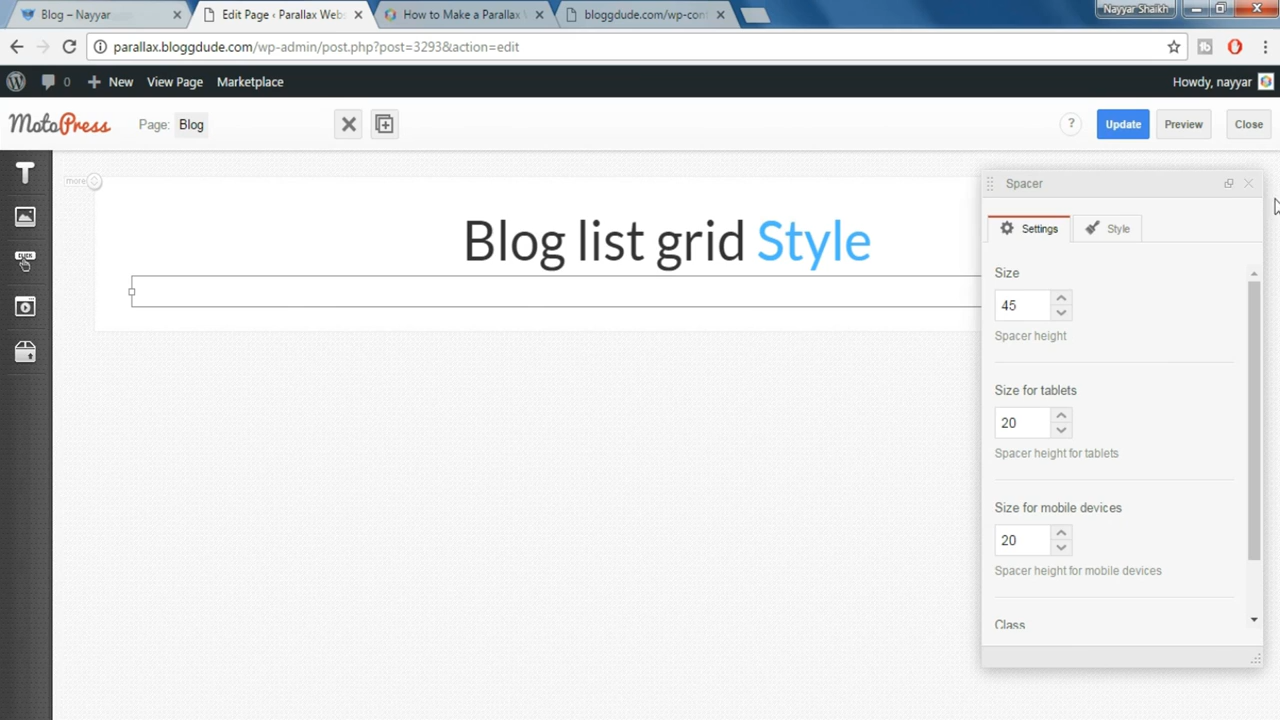 Blog – Nayyar
Edit Page ‹ Parallax Webs
How to Make a Parallax W
bloggdude.com/wp-cont
Nayyar Shaikh
parallax.bloggdude.com/wp-admin/post.php?post=3293&action=edit
0
New
View Page
Marketplace
Howdy, nayyar
MotoPress
Page:
Blog
?
Update
Preview
Close
more
T
CLICK
Blog list grid Style
Spacer
Settings
Style
Size
45
Spacer height
Size for tablets
20
Spacer height for tablets
Size for mobile devices
20
Spacer height for mobile devices
Class